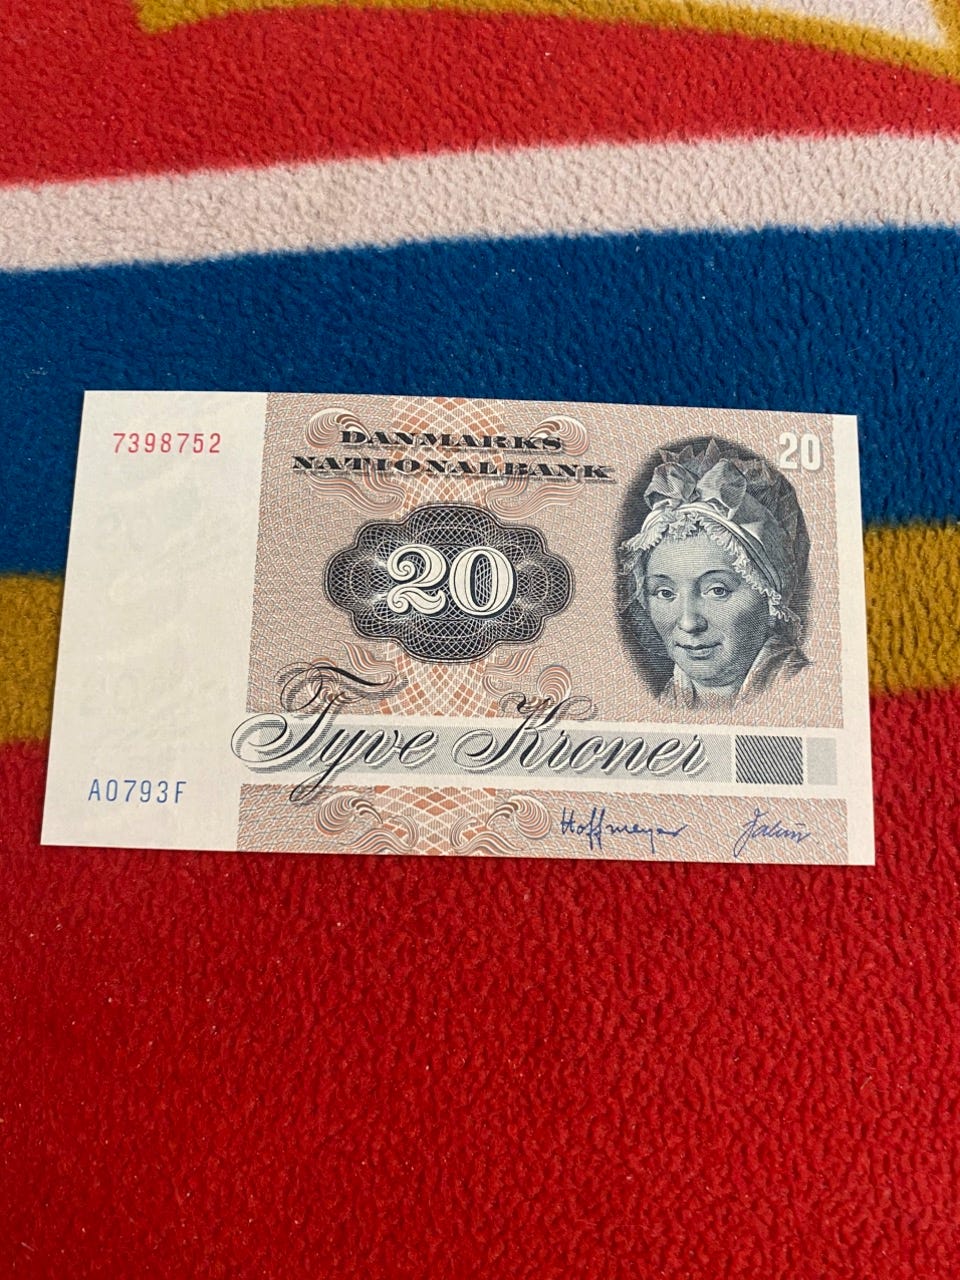 7398752
DANMARKS
NATIONALBANK
20
20
Tyve Kroner
A0793F
Hoffmeyer